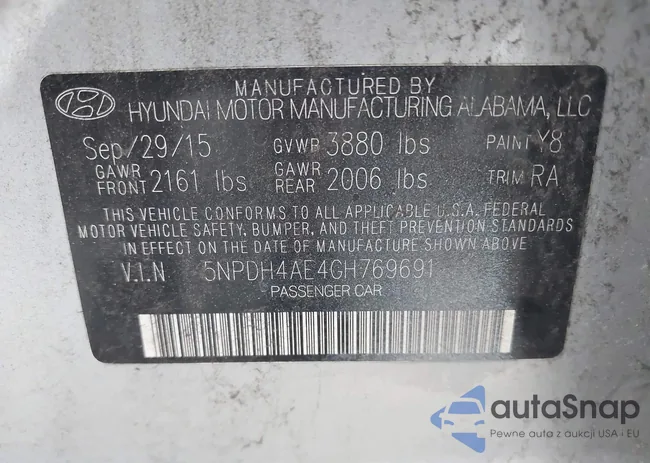 MANUFACTURED BY
HYUNDAI MOTOR MANUFACTURING ALABAMA, LLC
Sep/29/15 GVWR 3880 lbs PAINT Y8
GAWR FRONT 2161 lbs GAWR REAR 2006 lbs TRIM RA
THIS VEHICLE CONFORMS TO ALL APPLICABLE U.S.A. FEDERAL
MOTOR VEHICLE SAFETY, BUMPER, AND THEFT PREVENTION STANDARDS
IN EFFECT ON THE DATE OF MANUFACTURE SHOWN ABOVE.
V.I.N 5NPDH4AE4GH769691
PASSENGER CAR
autoSnap
Pewne auta z aukcji USA - EU